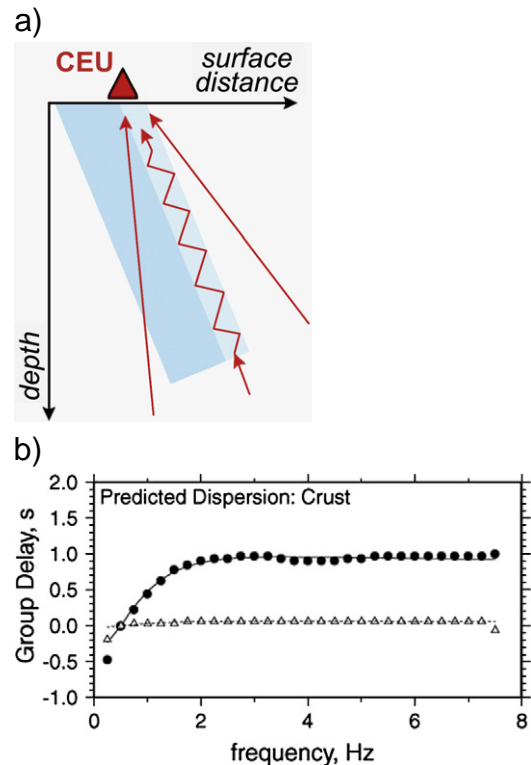 a)
CEU
surface
distance
depth
b)
Predicted Dispersion: Crust
Group Delay, s
2.0
1.5
1.0
0.5
0.0
-0.5
-1.0
0 2 4 6 8
frequency, Hz